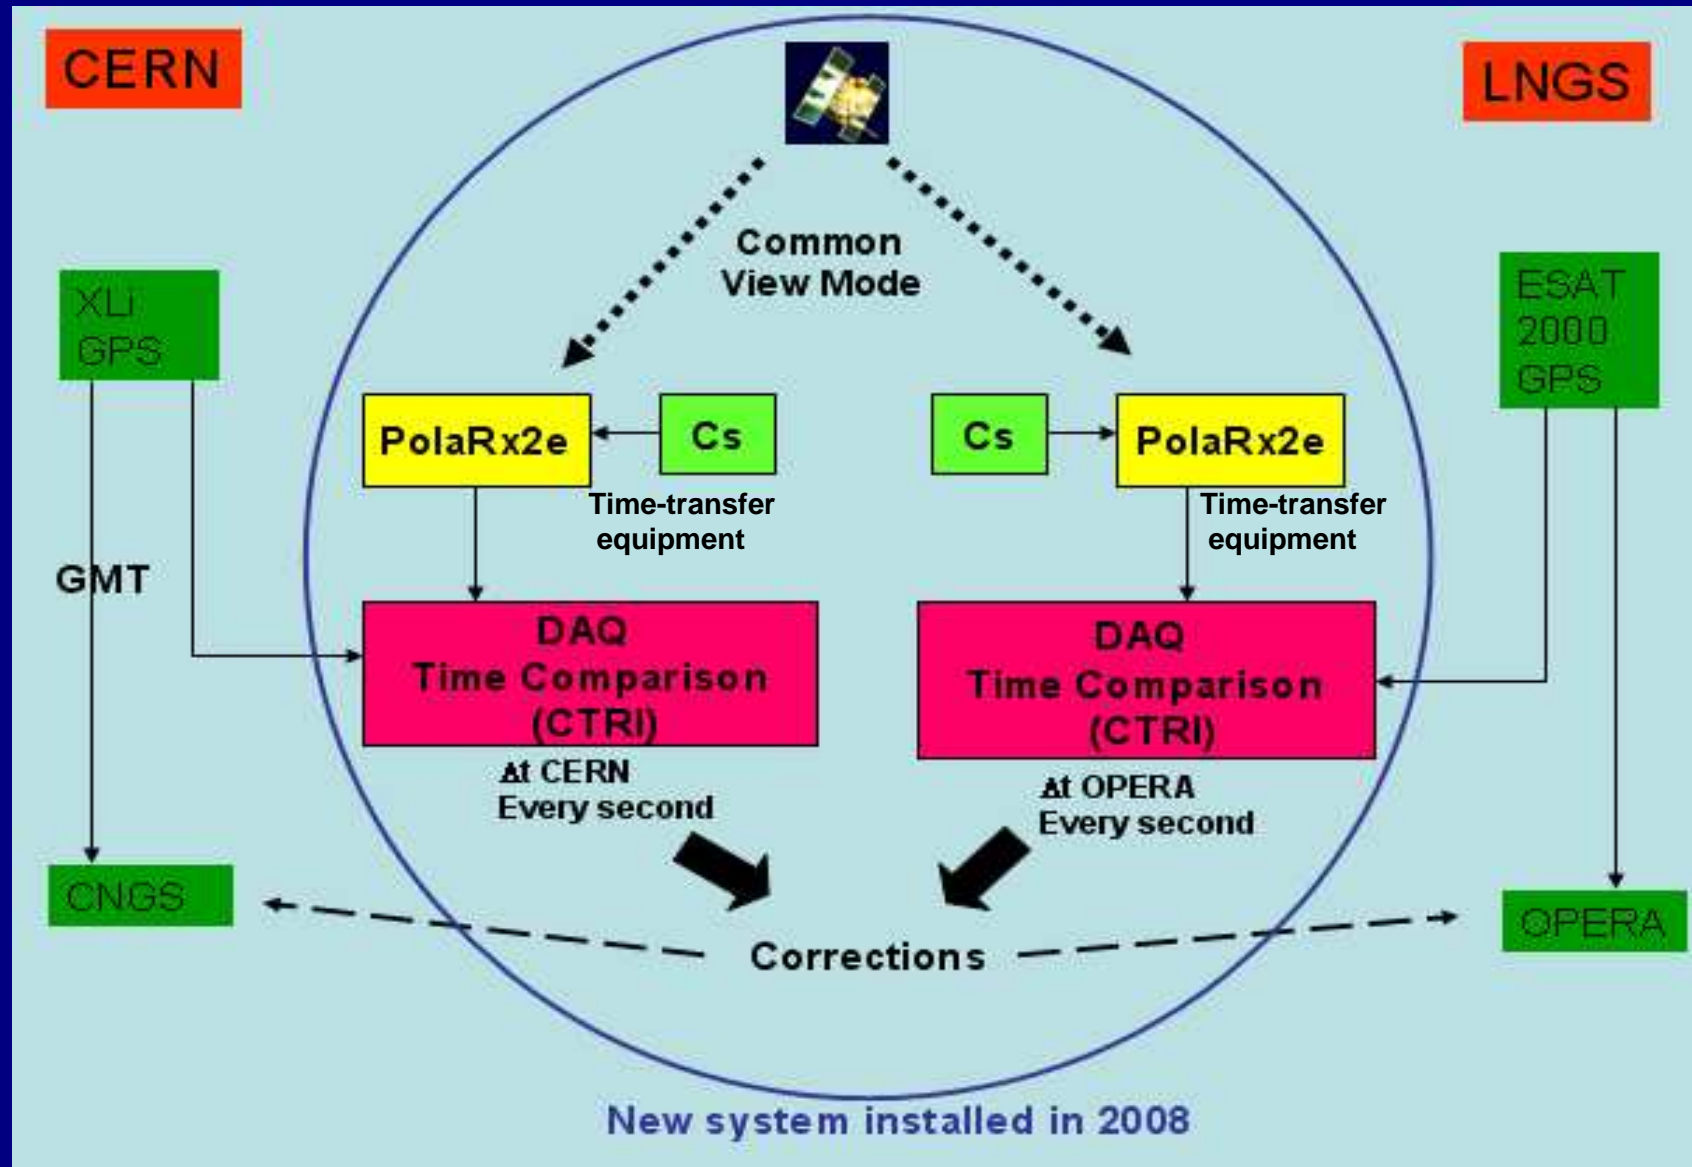 CERN
LNGS
Common
View Mode
XLi
GPS
ESAT
2000
GPS
PolaRx2e
Cs
Cs
PolaRx2e
Time-transfer
equipment
Time-transfer
equipment
GMT
DAQ
Time Comparison
(CTRI)
DAQ
Time Comparison
(CTRI)
Δt CERN
Every second
Δt OPERA
Every second
CNGS
OPERA
Corrections
New system installed in 2008